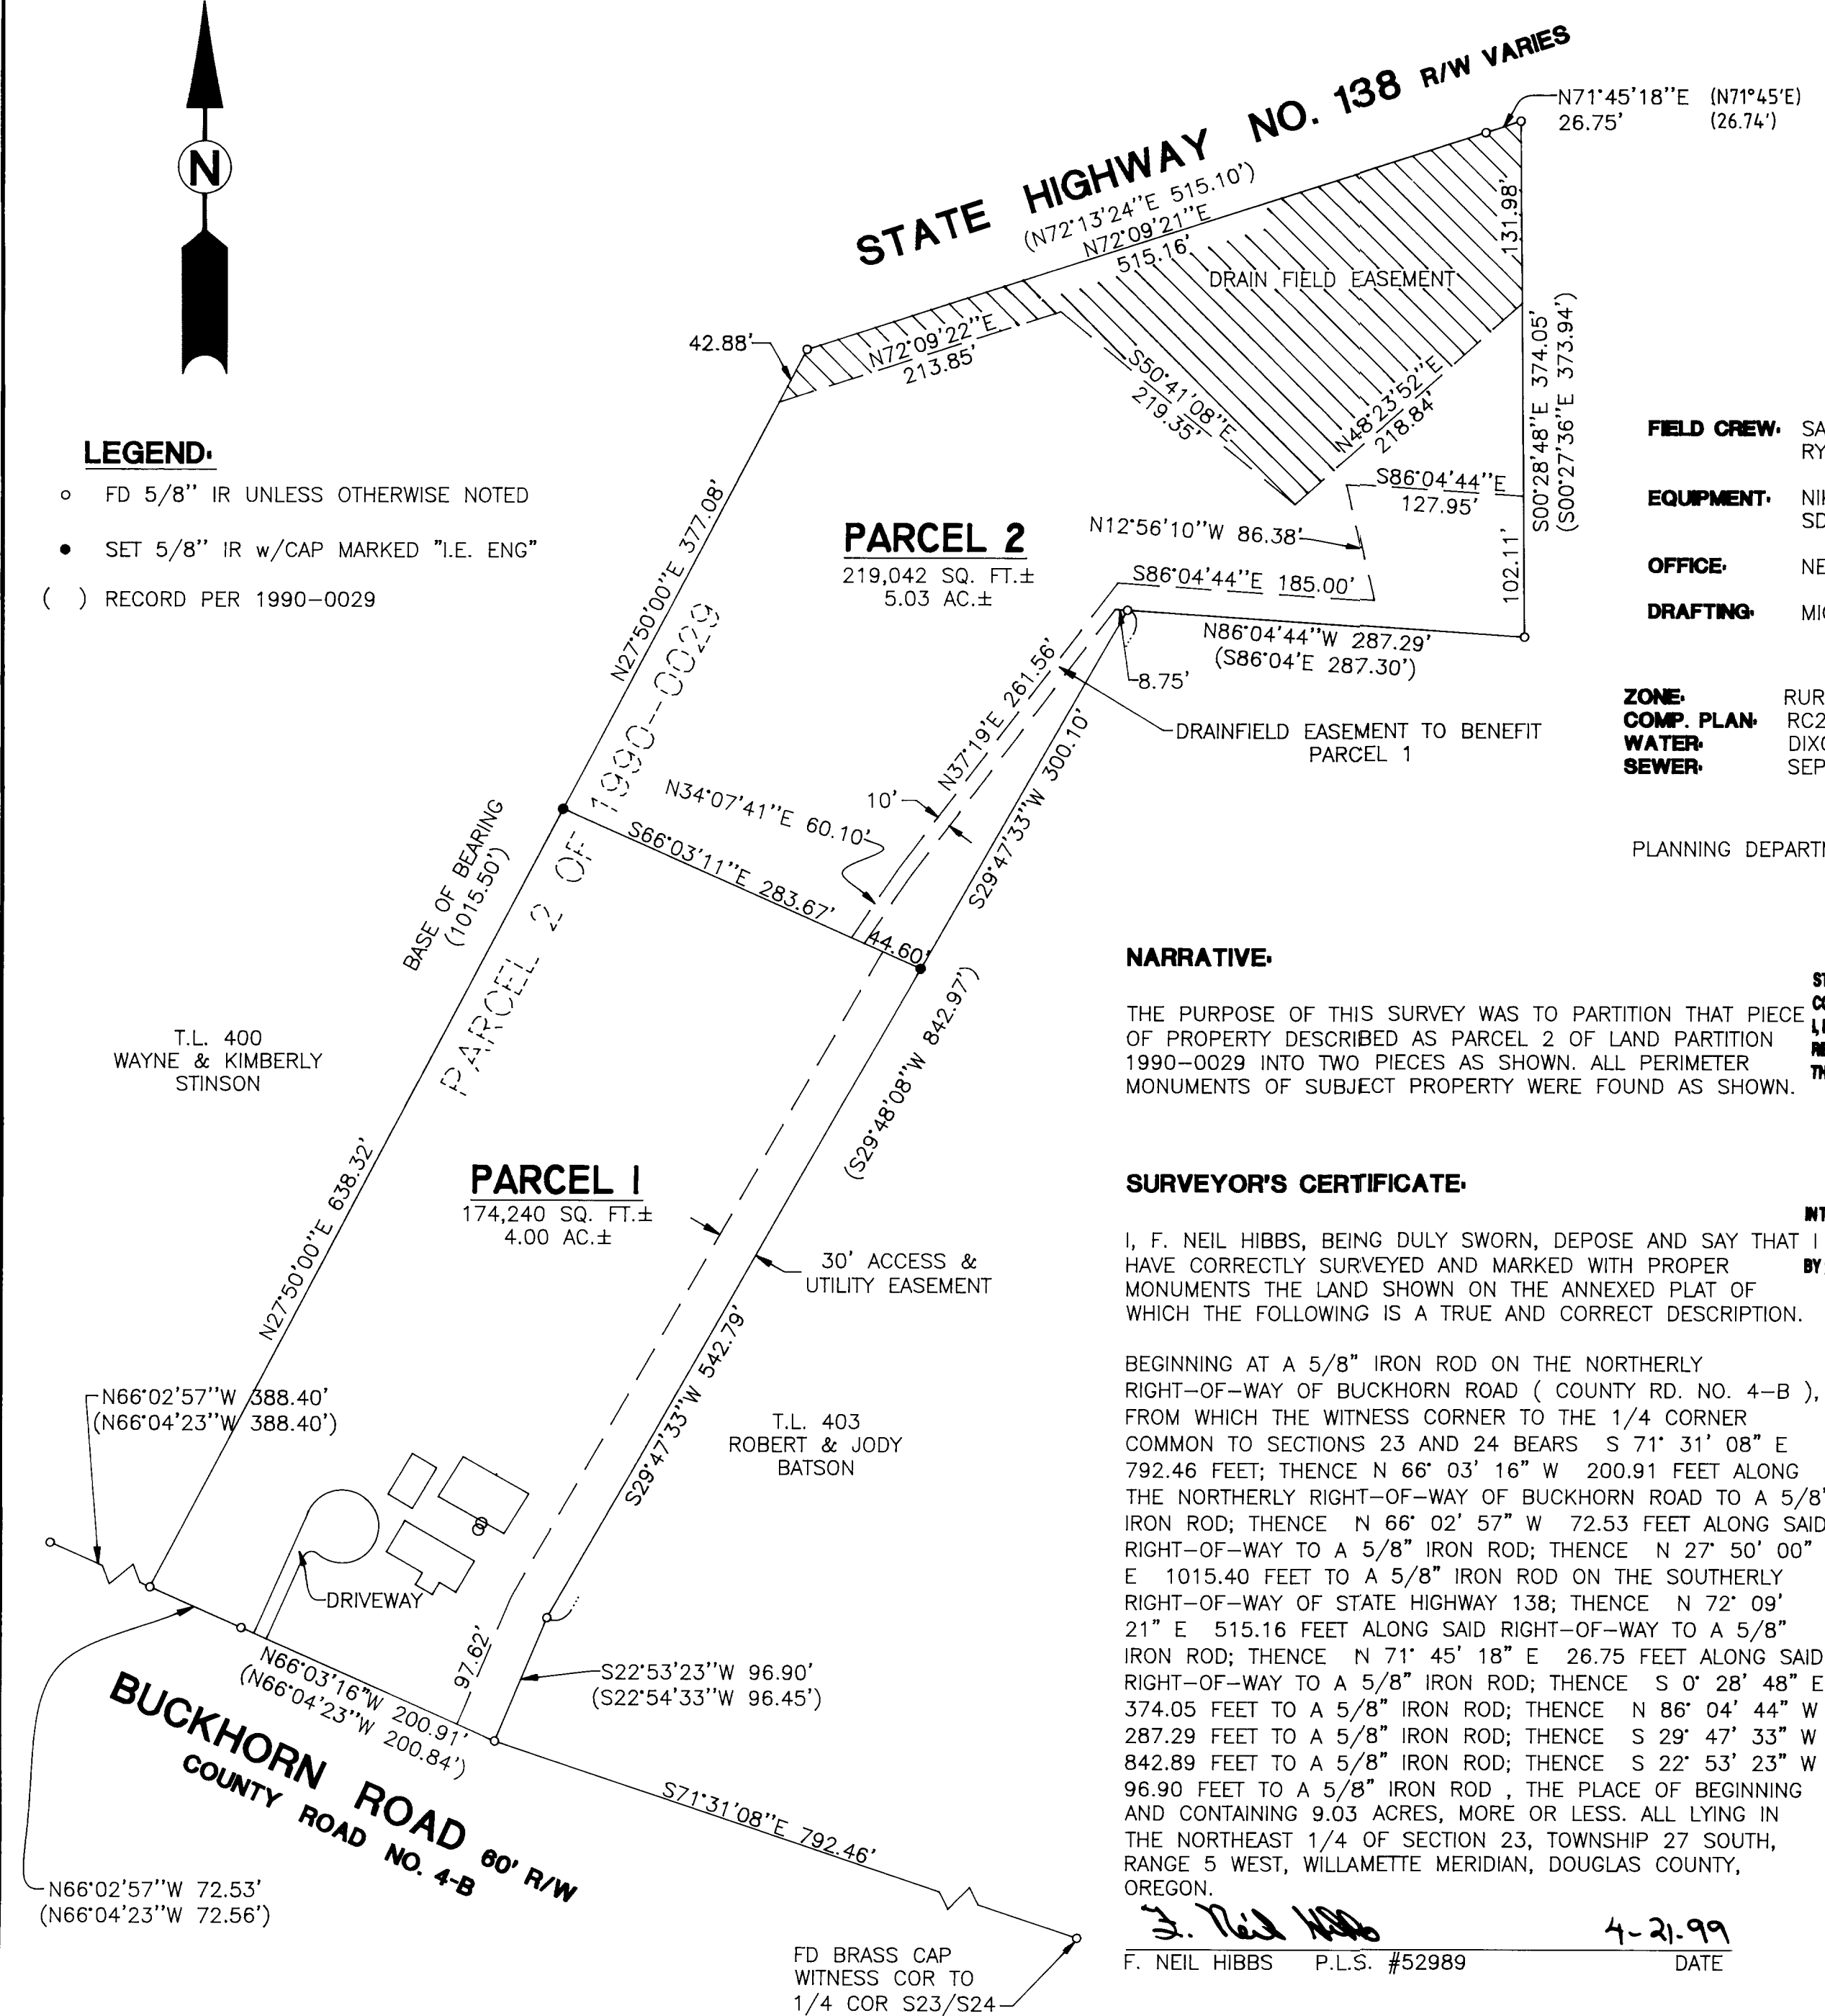 N
STATE HIGHWAY NO. 138 R/W VARIES
(N72°13'24"E 515.10')
N72°09'21"E
515.16'
N71°45'18"E (N71°45'E)
26.75' (26.74')
131.98'
DRAIN FIELD EASEMENT
42.88'
N72°09'22"E
213.85'
S50°41'08"E
219.35'
N48°23'52"E
218.84'
S00°28'48"E 374.05'
(S00°27'36"E 373.94')
S86°04'44"E
127.95'
N12°56'10"W 86.38'
S86°04'44"E 185.00'
102.11'
N86°04'44"W 287.29'
(S86°04'E 287.30')
8.75'
LEGEND:
○ FD 5/8" IR UNLESS OTHERWISE NOTED
● SET 5/8" IR w/CAP MARKED "I.E. ENG"
( ) RECORD PER 1990-0029
PARCEL 2
219,042 SQ. FT.±
5.03 AC.±
N27°50'00"E 377.08'
PARCEL 2 OF 1990-0029
N37°19'E 261.56'
DRAINFIELD EASEMENT TO BENEFIT
PARCEL 1
S29°47'33"W 300.10'
10'
N34°07'41"E 60.10'
S66°03'11"E 283.67'
44.60'
BASE OF BEARING
(1015.50')
(S29°48'08"W 842.97')
T.L. 400
WAYNE & KIMBERLY
STINSON
PARCEL 1
174,240 SQ. FT.±
4.00 AC.±
N27°50'00"E 638.32'
30' ACCESS &
UTILITY EASEMENT
S29°47'33"W 542.79'
T.L. 403
ROBERT & JODY
BATSON
N66°02'57"W 388.40'
(N66°04'23"W 388.40')
DRIVEWAY
97.62'
S22°53'23"W 96.90'
(S22°54'33"W 96.45')
N66°03'16"W 200.91'
(N66°04'23"W 200.84')
BUCKHORN ROAD 60' R/W
COUNTY ROAD NO. 4-B
S71°31'08"E 792.46'
N66°02'57"W 72.53'
(N66°04'23"W 72.56')
FD BRASS CAP
WITNESS COR TO
1/4 COR S23/S24
FIELD CREW: SA
RY
EQUIPMENT: NI
SD
OFFICE: NE
DRAFTING: MI
ZONE: RUR
COMP. PLAN: RC2
WATER: DIX
SEWER: SEP
PLANNING DEPART
NARRATIVE:
THE PURPOSE OF THIS SURVEY WAS TO PARTITION THAT PIECE
OF PROPERTY DESCRIBED AS PARCEL 2 OF LAND PARTITION
1990-0029 INTO TWO PIECES AS SHOWN. ALL PERIMETER
MONUMENTS OF SUBJECT PROPERTY WERE FOUND AS SHOWN.
SURVEYOR'S CERTIFICATE:
I, F. NEIL HIBBS, BEING DULY SWORN, DEPOSE AND SAY THAT I
HAVE CORRECTLY SURVEYED AND MARKED WITH PROPER
BY
MONUMENTS THE LAND SHOWN ON THE ANNEXED PLAT OF
WHICH THE FOLLOWING IS A TRUE AND CORRECT DESCRIPTION.
BEGINNING AT A 5/8" IRON ROD ON THE NORTHERLY
RIGHT-OF-WAY OF BUCKHORN ROAD ( COUNTY RD. NO. 4-B ),
FROM WHICH THE WITNESS CORNER TO THE 1/4 CORNER
COMMON TO SECTIONS 23 AND 24 BEARS S 71° 31' 08" E
792.46 FEET; THENCE N 66° 03' 16" W 200.91 FEET ALONG
THE NORTHERLY RIGHT-OF-WAY OF BUCKHORN ROAD TO A 5/8"
IRON ROD; THENCE N 66° 02' 57" W 72.53 FEET ALONG SAID
RIGHT-OF-WAY TO A 5/8" IRON ROD; THENCE N 27° 50' 00"
E 1015.40 FEET TO A 5/8" IRON ROD ON THE SOUTHERLY
RIGHT-OF-WAY OF STATE HIGHWAY 138; THENCE N 72° 09'
21" E 515.16 FEET ALONG SAID RIGHT-OF-WAY TO A 5/8"
IRON ROD; THENCE N 71° 45' 18" E 26.75 FEET ALONG SAID
RIGHT-OF-WAY TO A 5/8" IRON ROD; THENCE S 0° 28' 48" E
374.05 FEET TO A 5/8" IRON ROD; THENCE N 86° 04' 44" W
287.29 FEET TO A 5/8" IRON ROD; THENCE S 29° 47' 33" W
842.89 FEET TO A 5/8" IRON ROD; THENCE S 22° 53' 23" W
96.90 FEET TO A 5/8" IRON ROD , THE PLACE OF BEGINNING
AND CONTAINING 9.03 ACRES, MORE OR LESS. ALL LYING IN
THE NORTHEAST 1/4 OF SECTION 23, TOWNSHIP 27 SOUTH,
RANGE 5 WEST, WILLAMETTE MERIDIAN, DOUGLAS COUNTY,
OREGON.
F. Neil Hibbs 4-21-99
F. NEIL HIBBS P.L.S. #52989 DATE